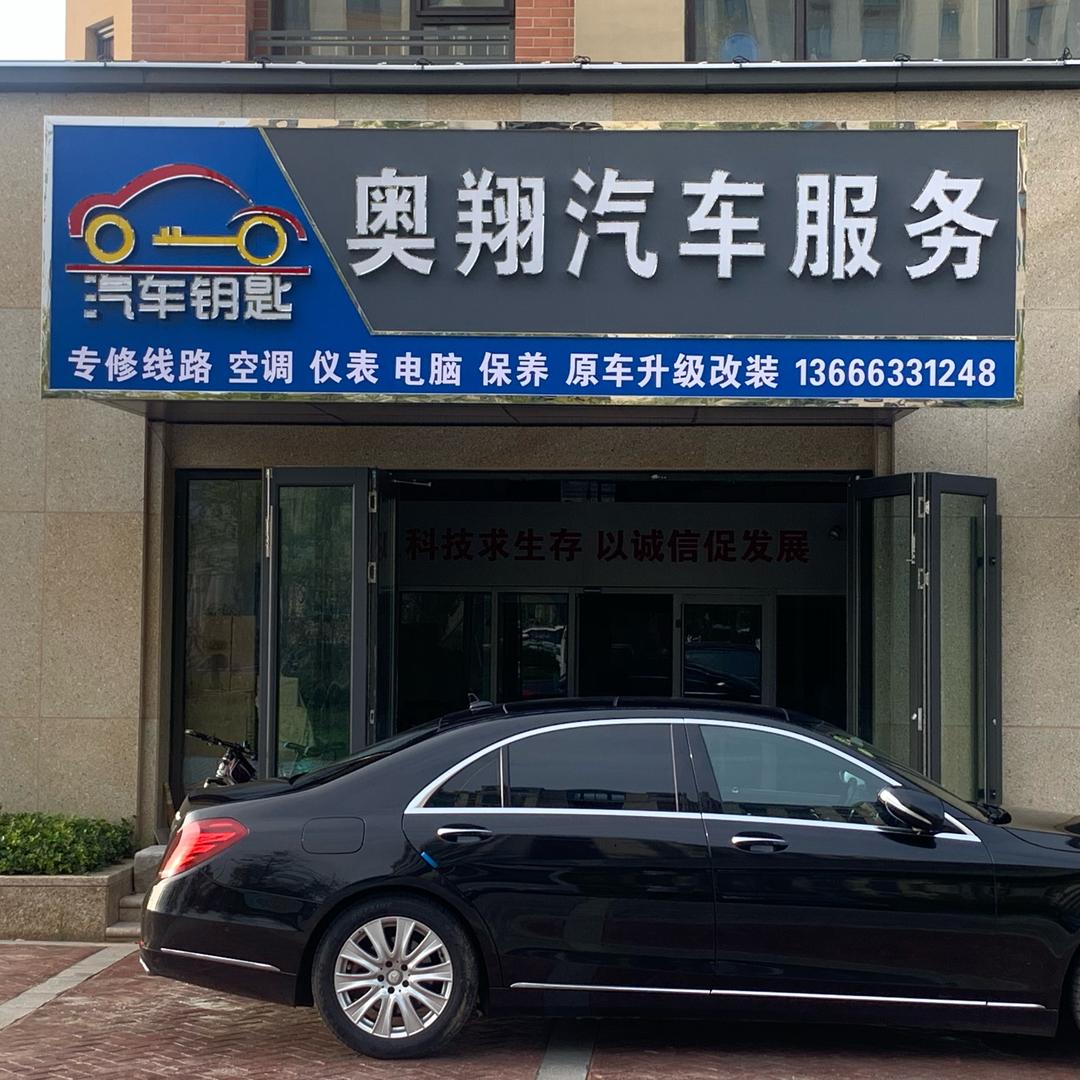 奥翔汽车服务
汽车钥匙
专修线路 空调 仪表 电脑 保养 原车升级改装 13666331248
科技求生存 以诚信促发展